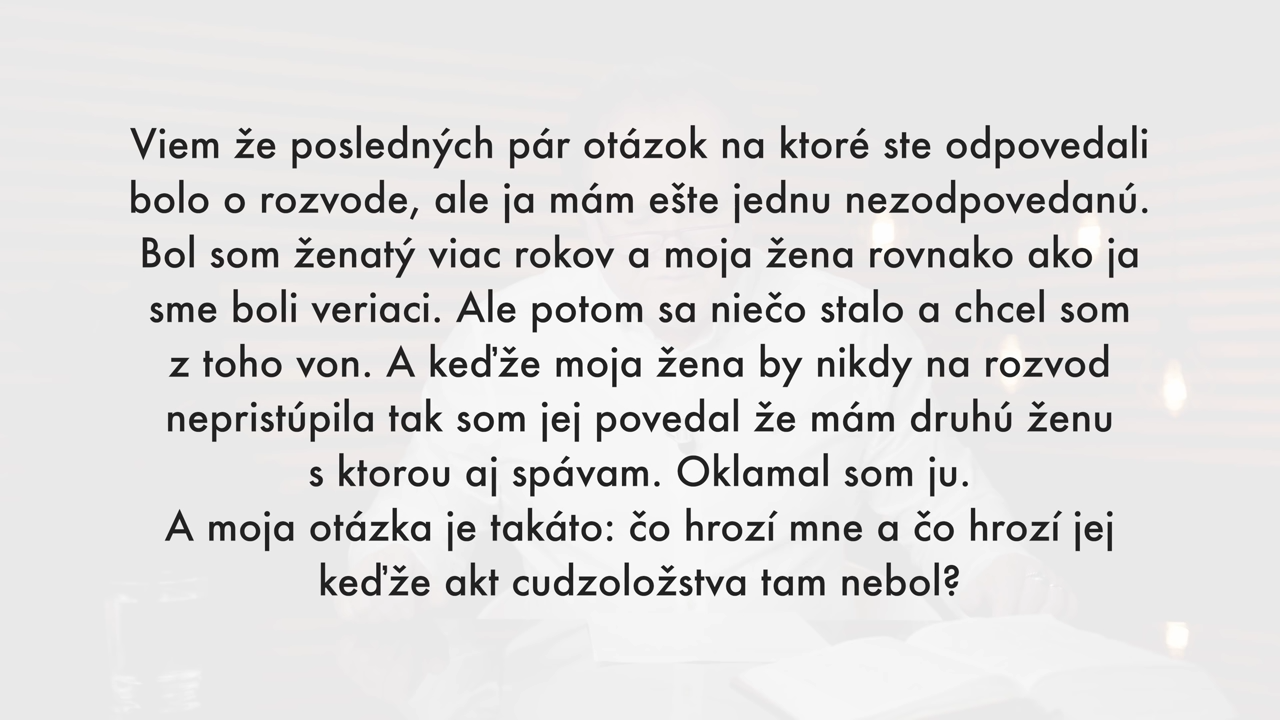 Viem že posledných pár otázok na ktoré ste odpovedali
bolo o rozvode, ale ja mám ešte jednu nezodpovedanú.
Bol som ženatý viac rokov a moja žena rovnako ako ja
sme boli veriaci. Ale potom sa niečo stalo a chcel som
z toho von. A keďže moja žena by nikdy na rozvod
nepristúpila tak som jej povedal že mám druhú ženu
s ktorou aj spávam. Oklamal som ju.
A moja otázka je takáto: čo hrozí mne a čo hrozí jej
keďže akt cudzoložstva tam nebol?